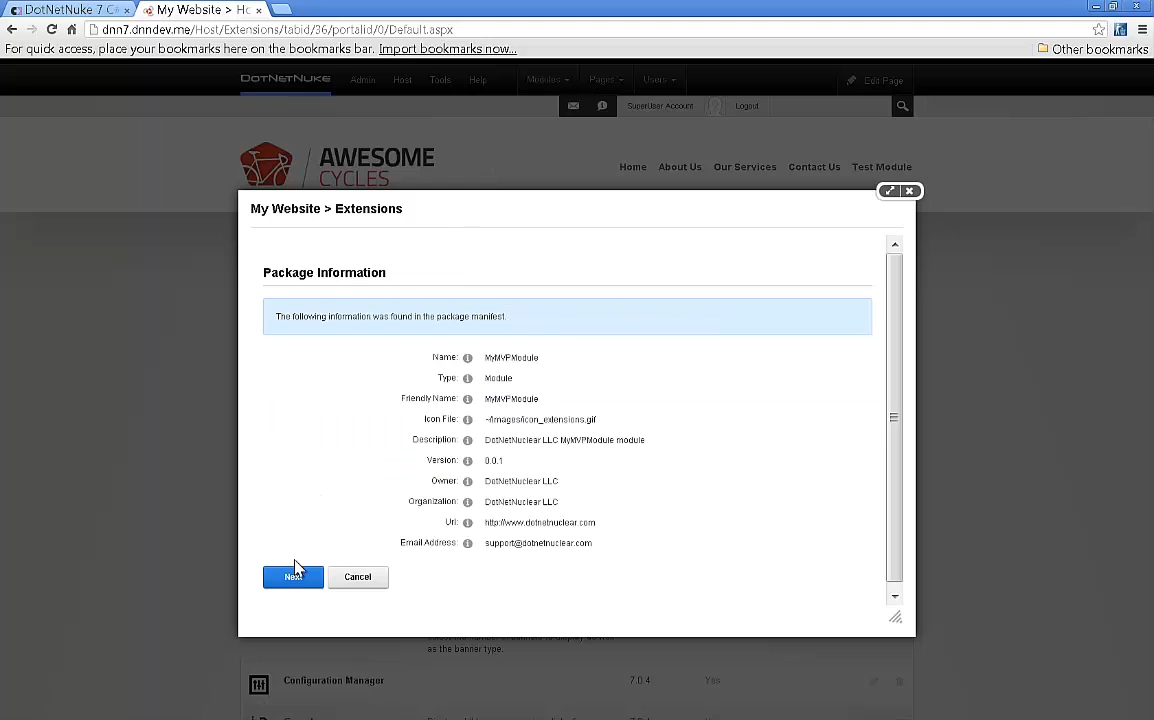 DotNetNuke 7 C# ×
My Website > Ho ×
dnn7.dnndev.me/Host/Extensions/tabid/36/portalid/0/Default.aspx
For quick access, place your bookmarks here on the bookmarks bar. Import bookmarks now...
Other bookmarks
DOTNETNUKE Admin Host Tools Help Modules Pages Users Edit Page
SuperUser Account Logout
AWESOME
CYCLES
Home About Us Our Services Contact Us Test Module
My Website > Extensions
Package Information
The following information was found in the package manifest.
Name: MyMVPModule
Type: Module
Friendly Name: MyMVPModule
Icon File: ~/images/icon_extensions.gif
Description: DotNetNuclear LLC MyMVPModule module
Version: 0.0.1
Owner: DotNetNuclear LLC
Organization: DotNetNuclear LLC
Url: http://www.dotnetnuclear.com
Email Address: support@dotnetnuclear.com
Next Cancel
as the banner type.
Configuration Manager 7.0.4 Yes